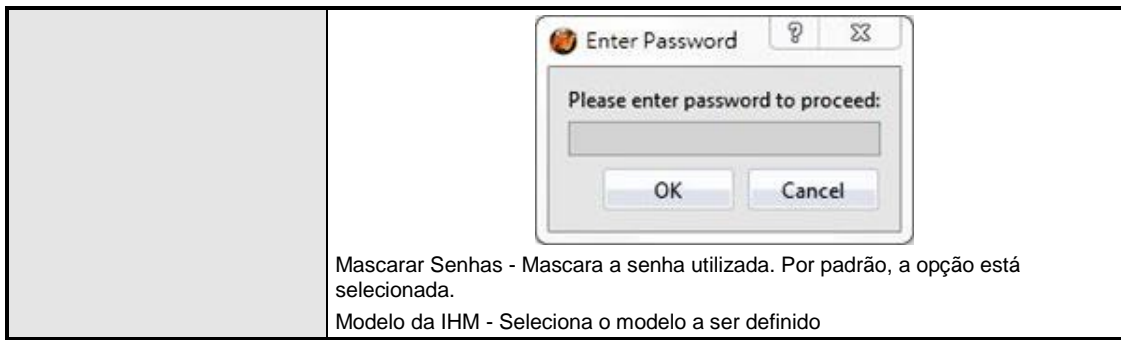 Enter Password
Please enter password to proceed:
OK Cancel
Mascarar Senhas - Mascara a senha utilizada. Por padrão, a opção está
selecionada.
Modelo da IHM - Seleciona o modelo a ser definido